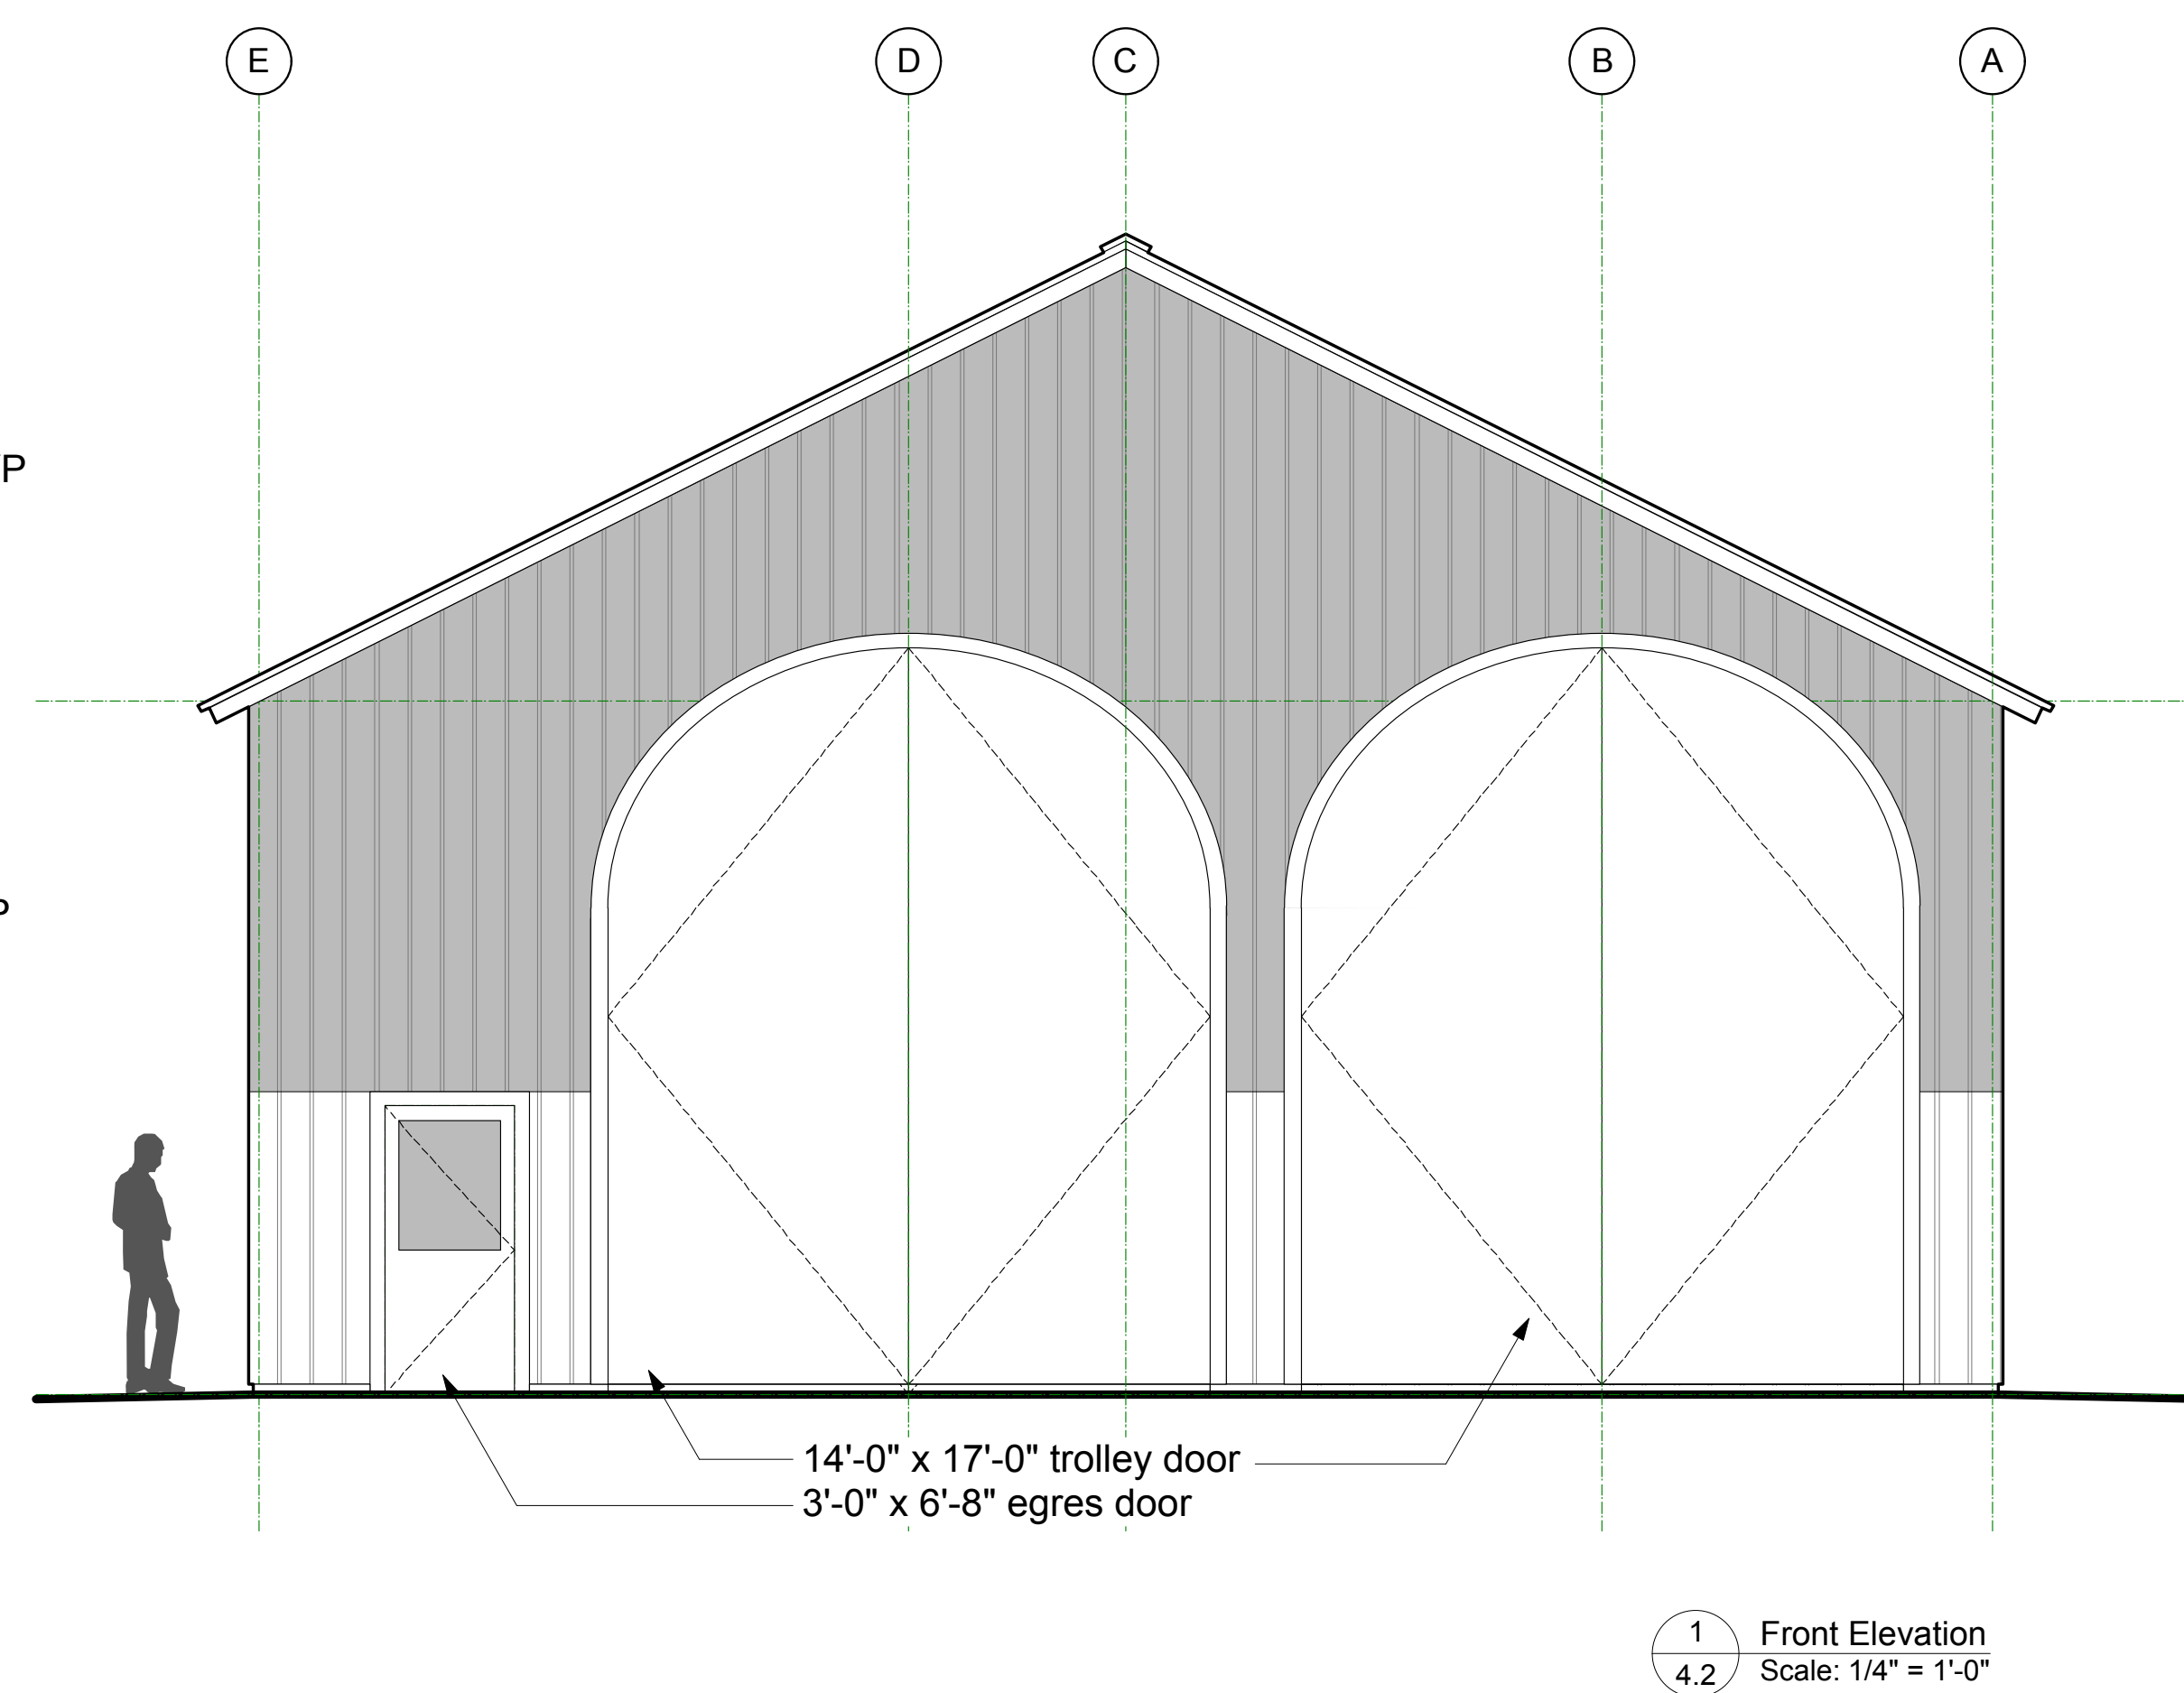 E D C B A
P
P
14'-0" x 17'-0" trolley door
3'-0" x 6'-8" egres door
1
4.2
Front Elevation
Scale: 1/4" = 1'-0"